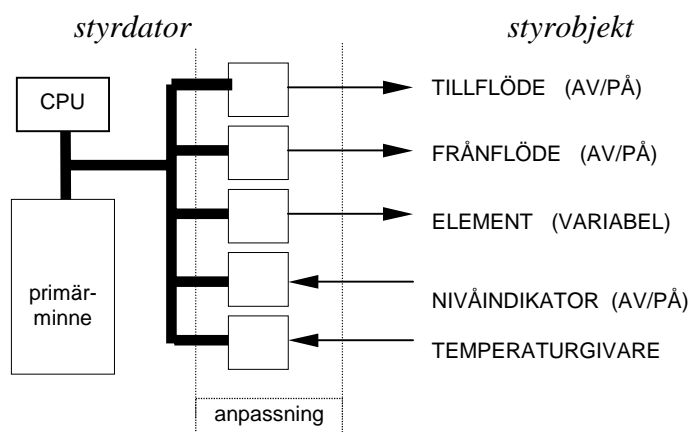 styrdator
styrobjekt
CPU
primär-
minne
TILLFLÖDE (AV/PÅ)
FRÅNFLÖDE (AV/PÅ)
ELEMENT (VARIABEL)
NIVÅINDIKATOR (AV/PÅ)
TEMPERATURGIVARE
anpassning